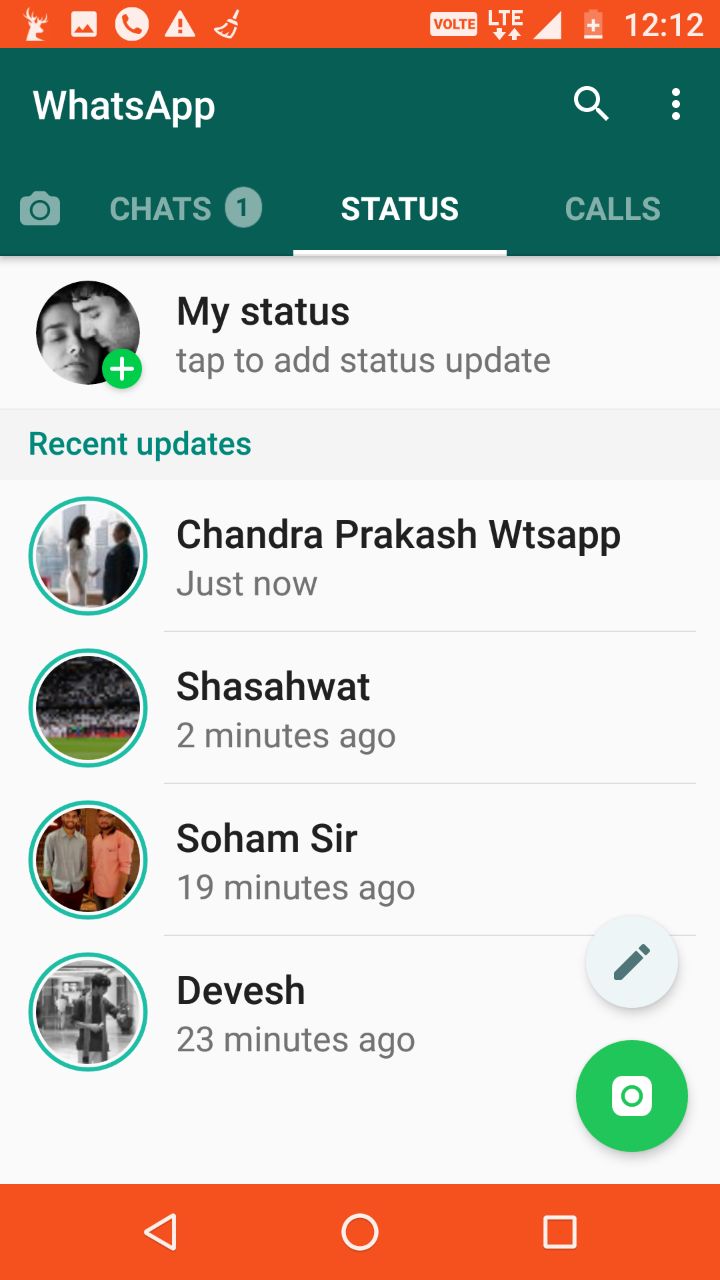 VOLTE LTE 12:12
WhatsApp
CHATS 1 STATUS CALLS
My status
tap to add status update
Recent updates
Chandra Prakash Wtsapp
Just now
Shasahwat
2 minutes ago
Soham Sir
19 minutes ago
Devesh
23 minutes ago